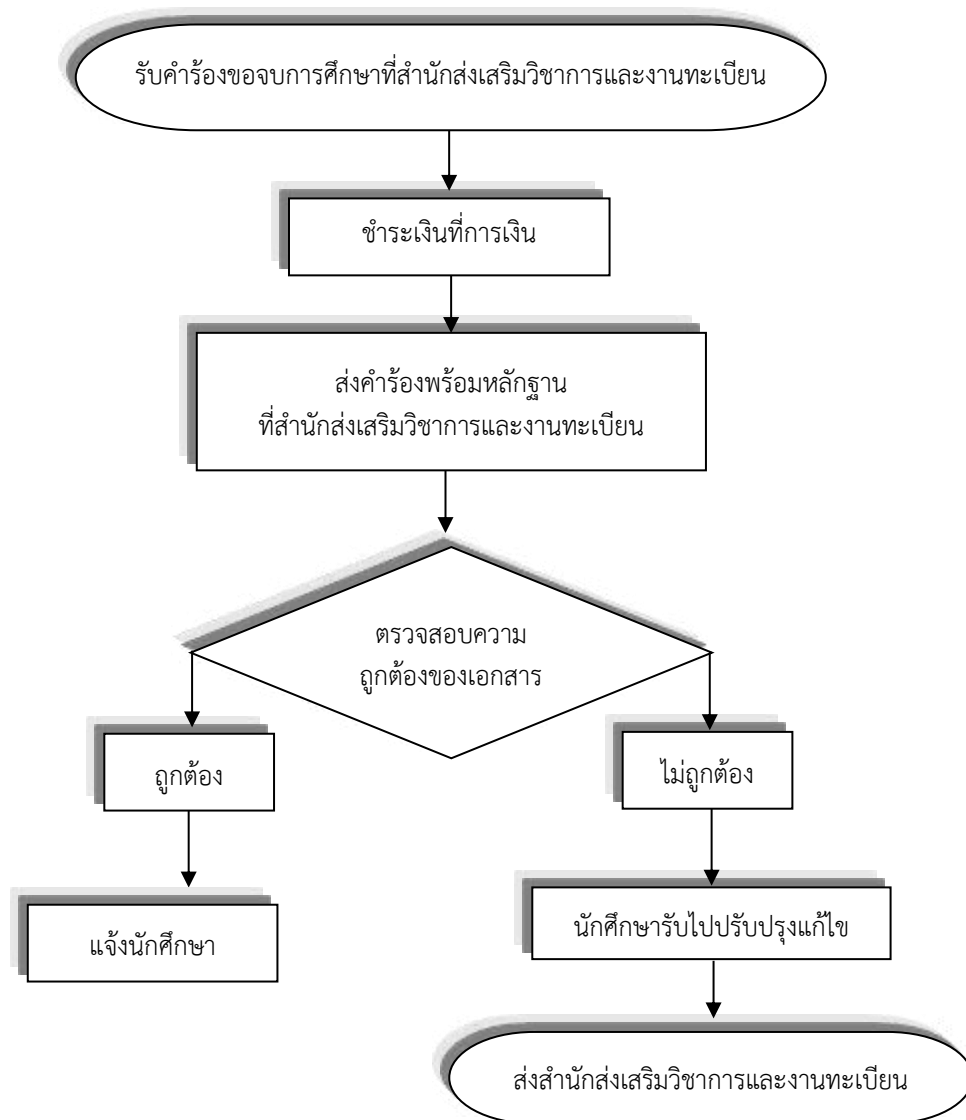 รับคำร้องขอจบการศึกษาที่สำนักส่งเสริมวิชาการและงานทะเบียน
ชำระเงินที่การเงิน
ส่งคำร้องพร้อมหลักฐาน
ที่สำนักส่งเสริมวิชาการและงานทะเบียน
ตรวจสอบความ
ถูกต้องของเอกสาร
ถูกต้อง
ไม่ถูกต้อง
แจ้งนักศึกษา
นักศึกษารับไปปรับปรุงแก้ไข
ส่งสำนักส่งเสริมวิชาการและงานทะเบียน